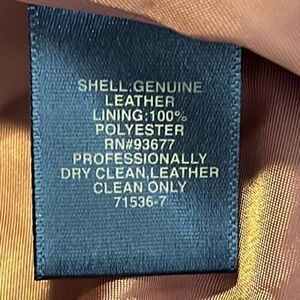 SHELL:GENUINE
LEATHER
LINING:100%
POLYESTER
RN#93677
PROFESSIONALLY
DRY CLEAN,LEATHER
CLEAN ONLY
71536-7